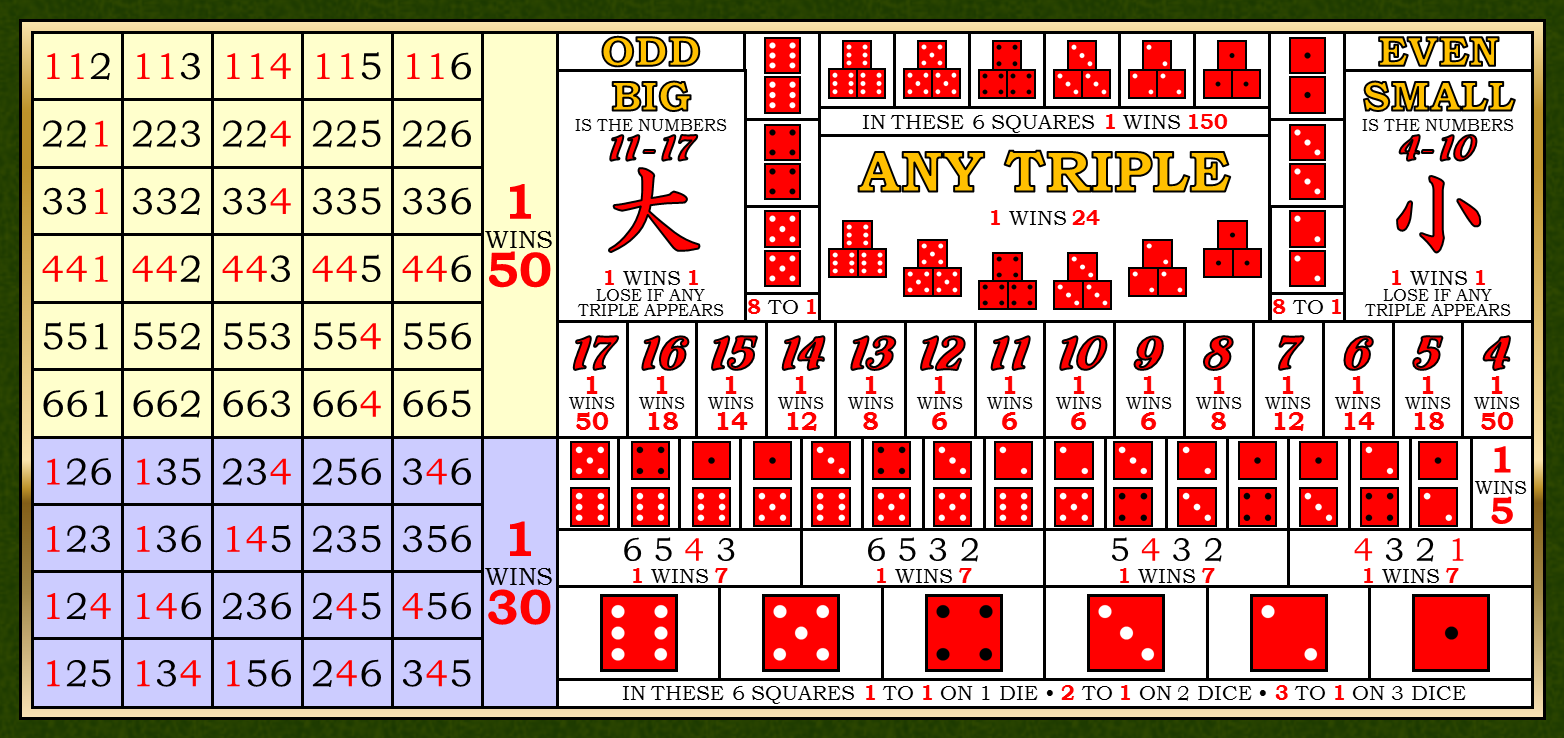 112 113 114 115 116
221 223 224 225 226
331 332 334 335 336
441 442 443 445 446
551 552 553 554 556
661 662 663 664 665
1
WINS
50
126 135 234 256 346
123 136 145 235 356
124 146 236 245 456
125 134 156 246 345
1
WINS
30
ODD
BIG
IS THE NUMBERS
11-17
大
1 WINS 1
LOSE IF ANY
TRIPLE APPEARS
8 TO 1
IN THESE 6 SQUARES 1 WINS 150
ANY TRIPLE
1 WINS 24
8 TO 1
EVEN
SMALL
IS THE NUMBERS
4-10
小
1 WINS 1
LOSE IF ANY
TRIPLE APPEARS
17 16 15 14 13 12 11 10 9 8 7 6 5 4
1 1 1 1 1 1 1 1 1 1 1 1 1 1
WINS WINS WINS WINS WINS WINS WINS WINS WINS WINS WINS WINS WINS WINS
50 18 14 12 8 6 6 6 6 8 12 14 18 50
1
WINS
5
6 5 4 3 6 5 3 2 5 4 3 2 4 3 2 1
1 WINS 7 1 WINS 7 1 WINS 7 1 WINS 7
IN THESE 6 SQUARES 1 TO 1 ON 1 DIE • 2 TO 1 ON 2 DICE • 3 TO 1 ON 3 DICE